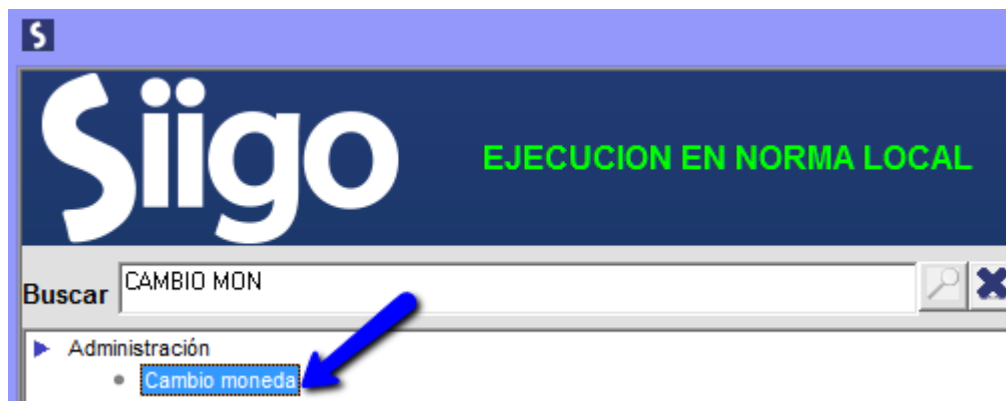 S
Siigo
EJECUCION EN NORMA LOCAL
Buscar CAMBIO MON
Administración
Cambio moneda